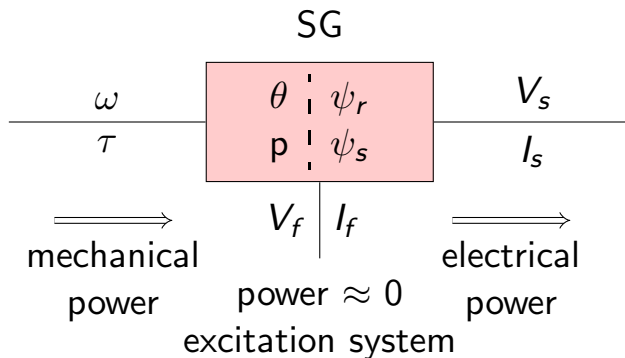 SG
ω θ ψ_r V_s
τ p ψ_s I_s
V_f I_f
mechanical
power
power ≈ 0
excitation system
electrical
power